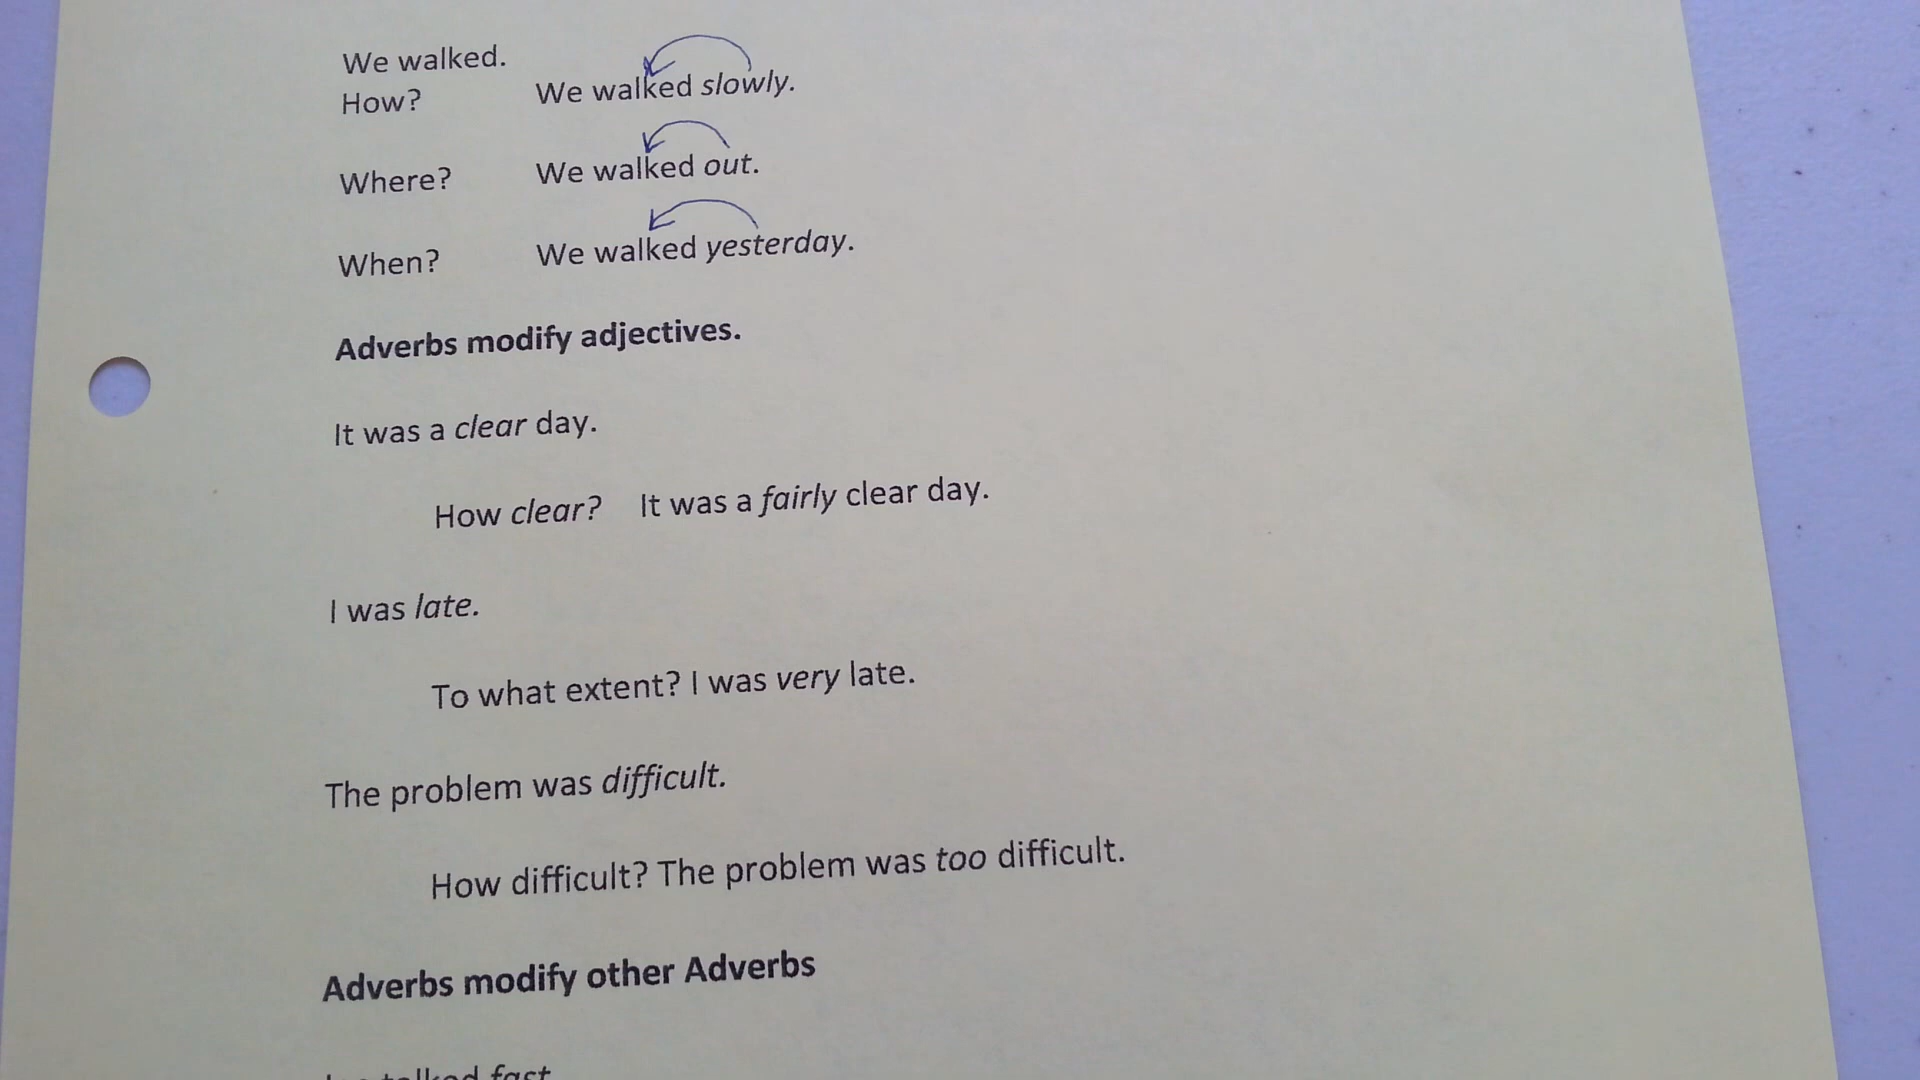 We walked.
How? We walked slowly.
Where? We walked out.
When? We walked yesterday.
Adverbs modify adjectives.
It was a clear day.
How clear? It was a fairly clear day.
I was late.
To what extent? I was very late.
The problem was difficult.
How difficult? The problem was too difficult.
Adverbs modify other Adverbs
talked fast